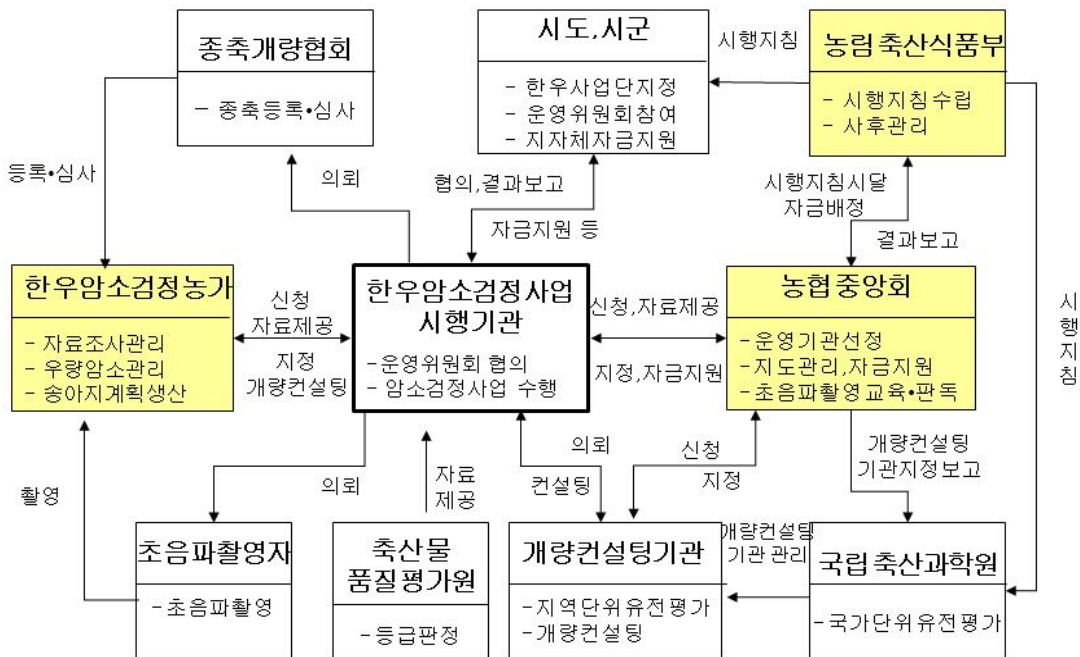 종축개량협회
- 종축등록•심사
시도,시군
- 한우사업단지정
- 운영위원회참여
- 지자체자금지원
시행지침
농림축산식품부
- 시행지침수립
- 사후관리
등록•심사
의뢰
협의,결과보고
자금지원 등
시행지침시달
자금배정
결과보고
시행지침
한우암소검정농가
- 자료조사관리
- 우량암소관리
- 송아지계획생산
신청
자료제공
지정
개량컨설팅
한우암소검정사업
시행기관
-운영위원회 협의
- 암소검정사업 수행
신청,자료제공
지정,자금지원
농협중앙회
-운영기관선정
-지도관리,자금지원
-초음파촬영교육•판독
촬영
의뢰
자료
제공
의뢰
컨설팅
신청
지정
개량컨설팅
기관지정보고
초음파촬영자
-초음파촬영
축산물
품질평가원
-등급판정
개량컨설팅기관
-지역단위유전평가
-개량컨설팅
개량컨설팅
기관 관리
국립축산과학원
-국가단위유전평가